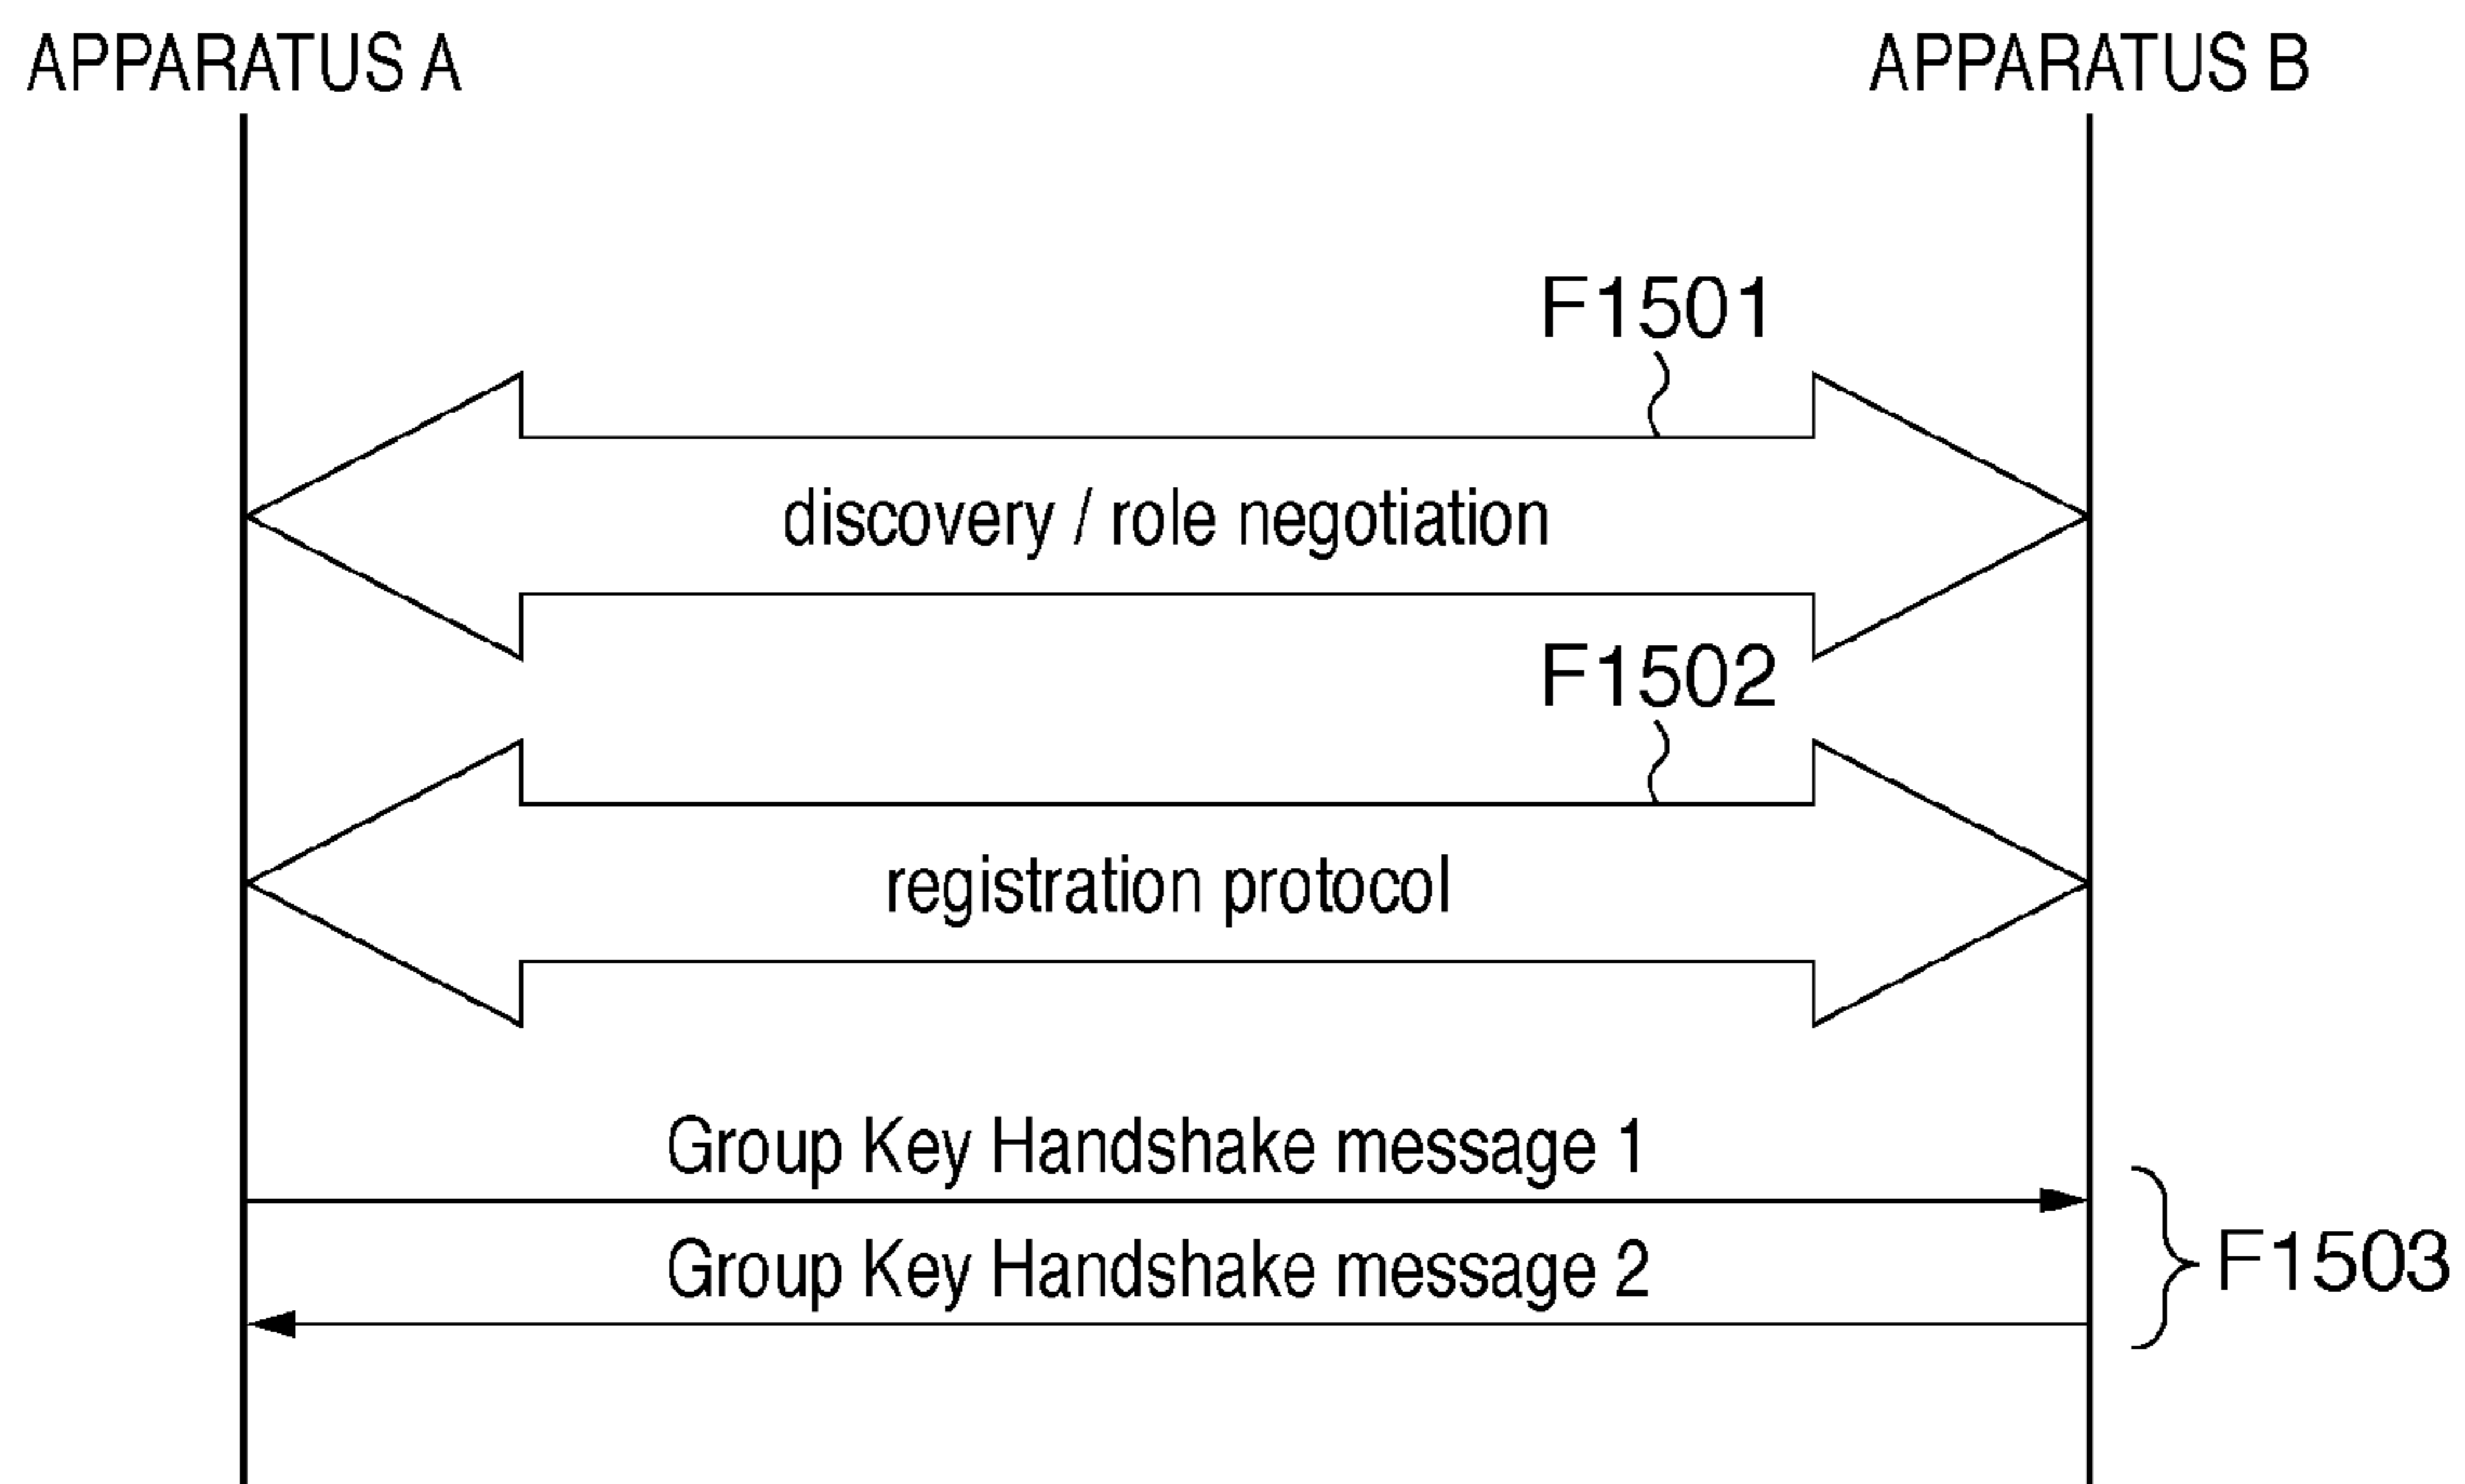 APPARATUS A
APPARATUS B
F1501
discovery / role negotiation
F1502
registration protocol
Group Key Handshake message 1
Group Key Handshake message 2
F1503